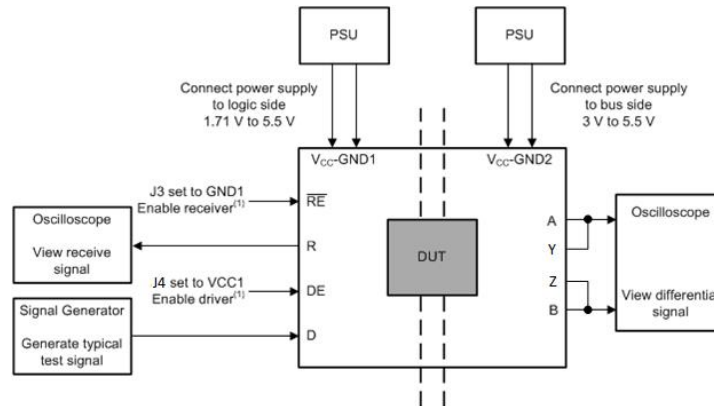 PSU
PSU
Connect power supply
to logic side
1.71 V to 5.5 V
Connect power supply
to bus side
3 V to 5.5 V
VCC-GND1
VCC-GND2
J3 set to GND1
Enable receiver(1)
RE
Oscilloscope
View receive
signal
R
J4 set to VCC1
Enable driver(1)
DE
Signal Generator
Generate typical
test signal
D
DUT
A
Y
Z
B
Oscilloscope
View differential
signal